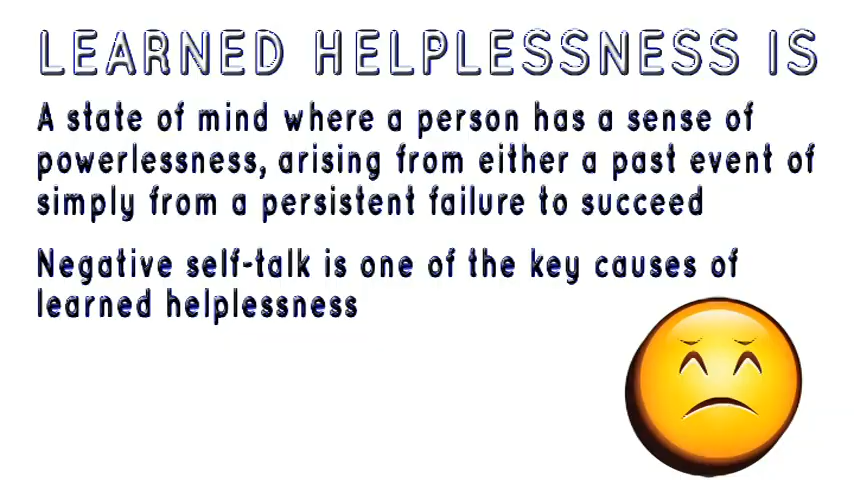 LEARNED HELPLESSNESS IS
A state of mind where a person has a sense of
powerlessness, arising from either a past event of
simply from a persistent failure to succeed
Negative self-talk is one of the key causes of
learned helplessness